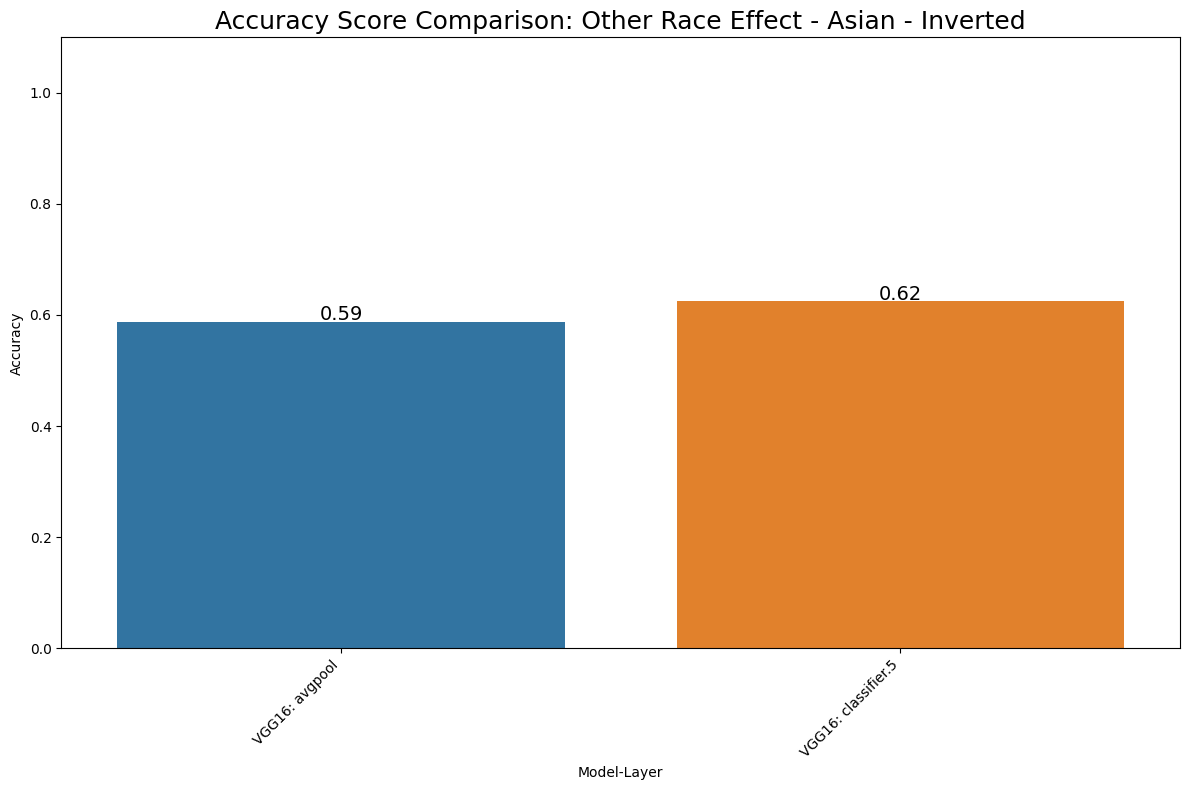 Accuracy Score Comparison: Other Race Effect - Asian - Inverted
1.0
0.8
0.6
0.4
0.2
0.0
Accuracy
0.59
0.62
VGG16: avgpool
VGG16: classifier.5
Model-Layer